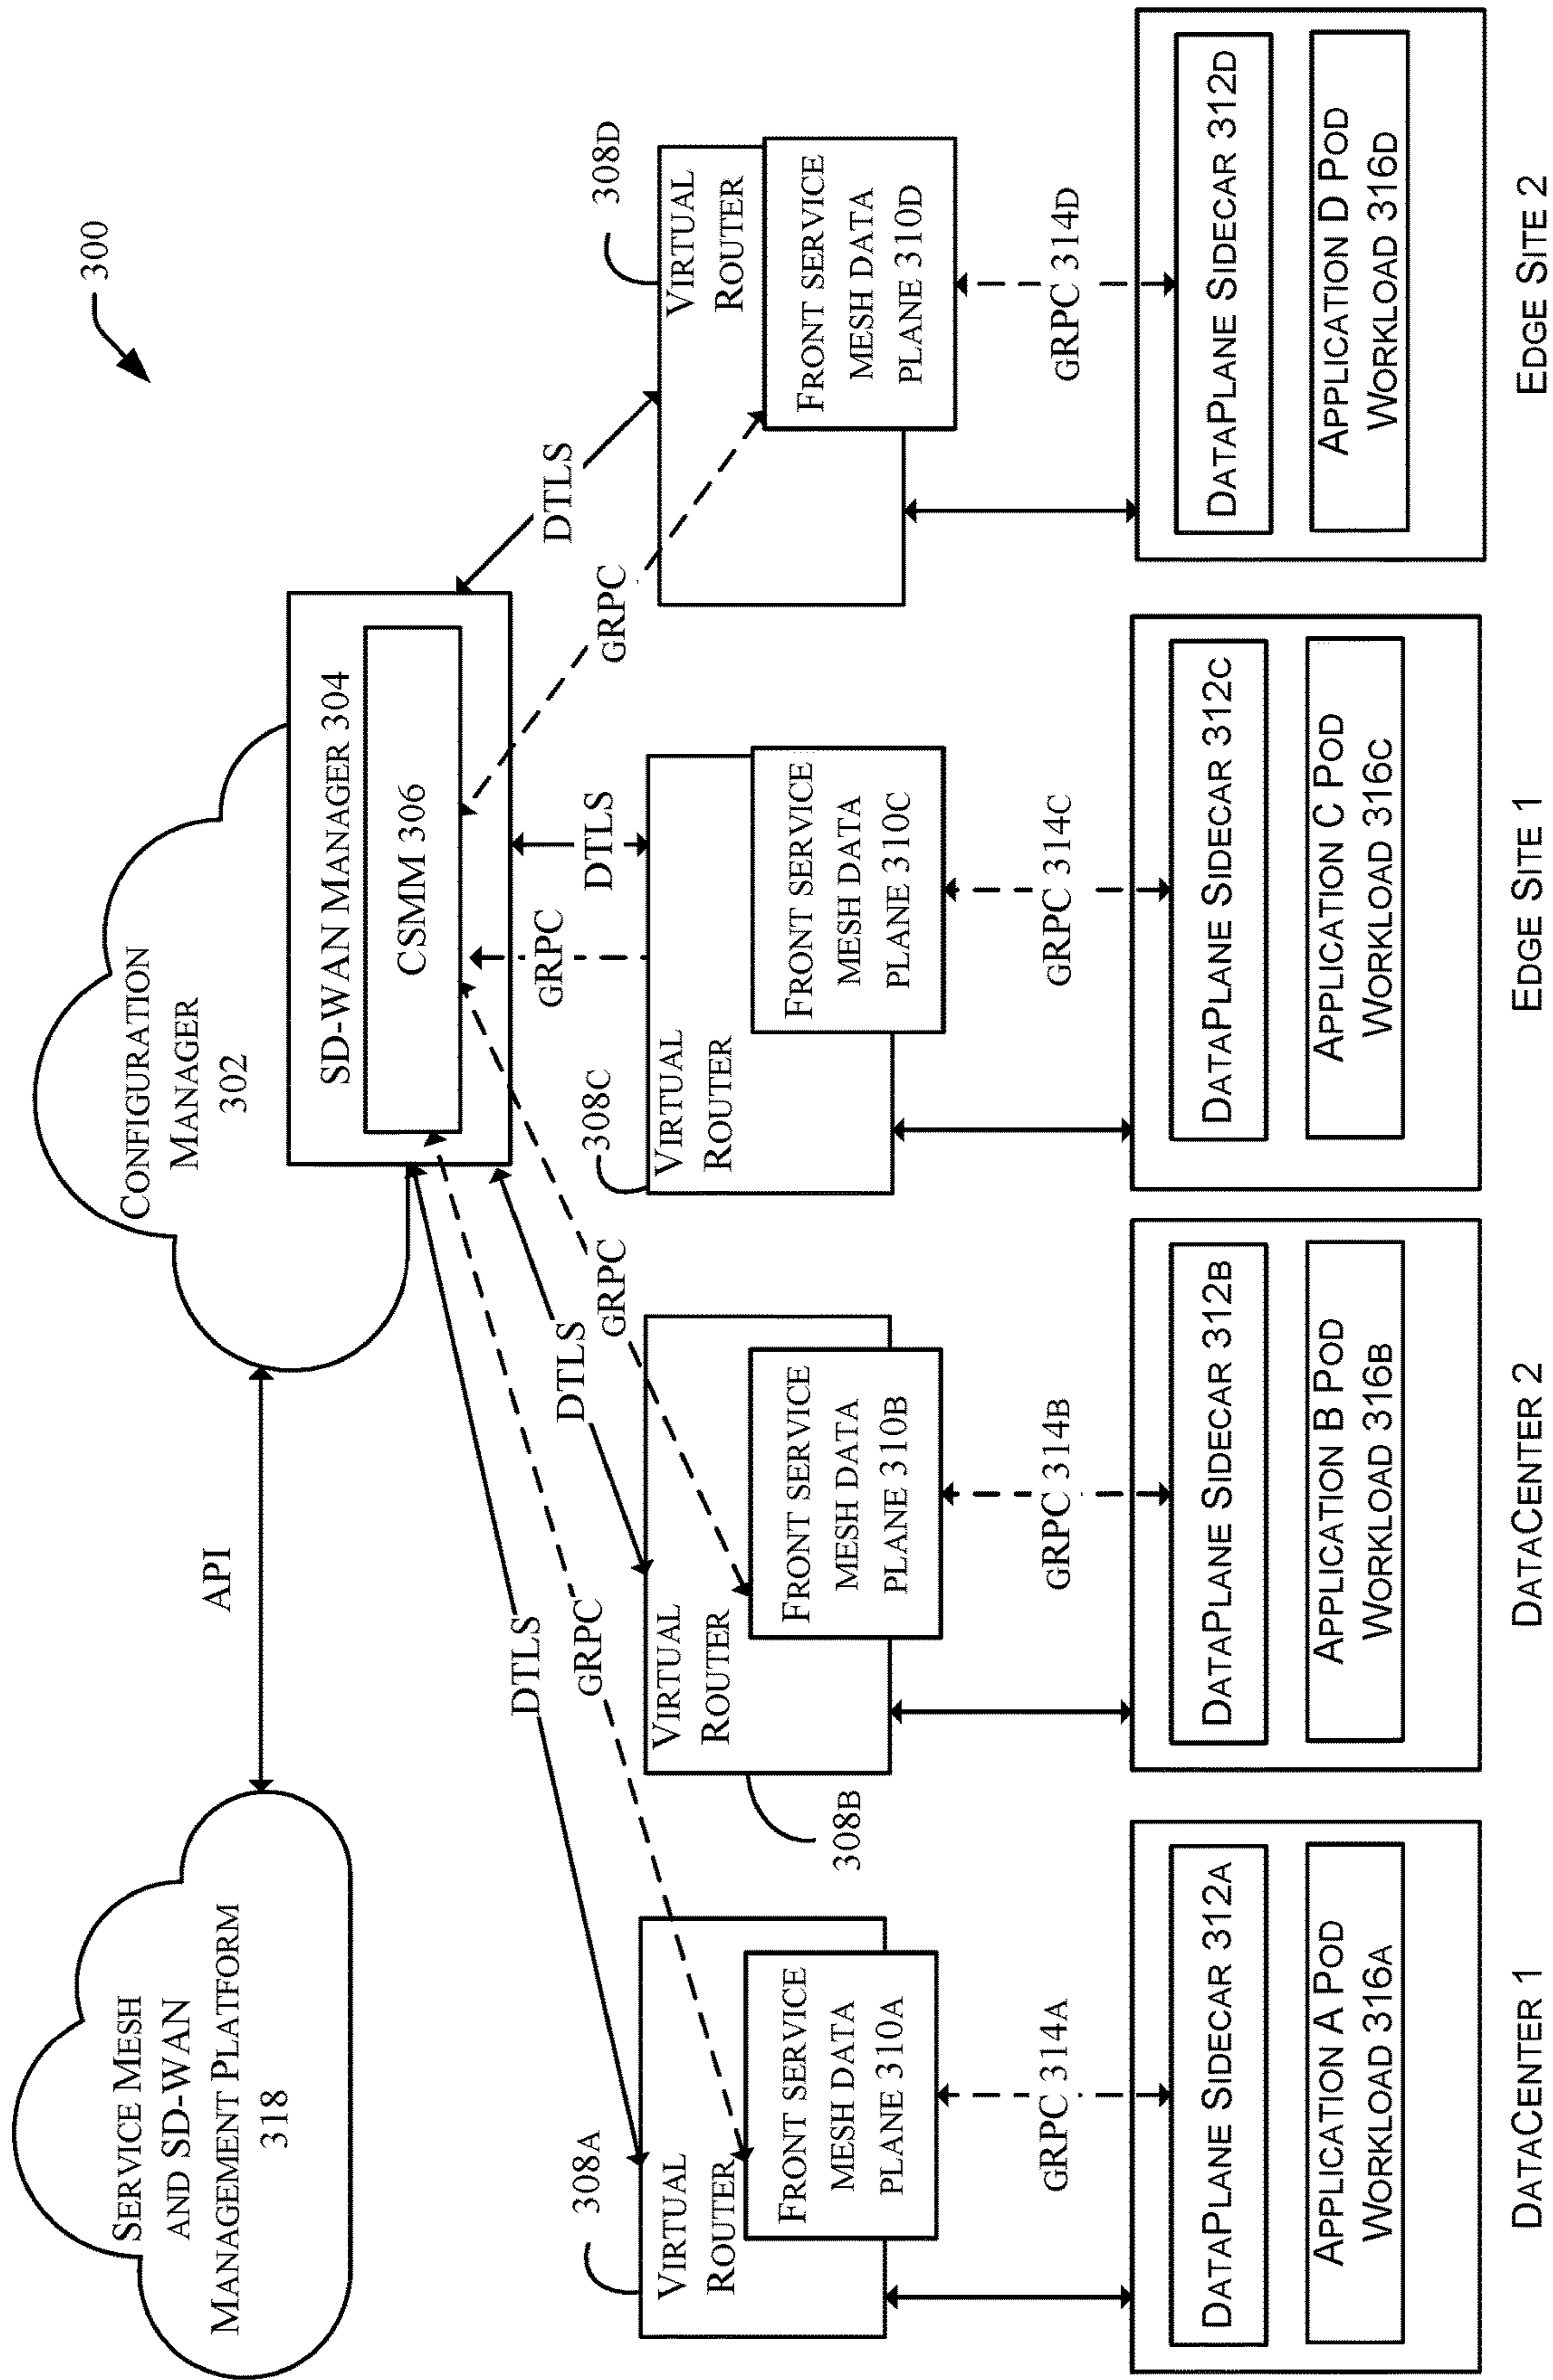 300
SERVICE MESH
AND SD-WAN
MANAGEMENT PLATFORM
318
API
CONFIGURATION
MANAGER
302
SD-WAN MANAGER 304
CSMM 306
DTLS
GRPC
DTLS
GRPC
GRPC
DTLS
GRPC
DTLS
308A
VIRTUAL
ROUTER
FRONT SERVICE
MESH DATA
PLANE 310A
308B
VIRTUAL
ROUTER
FRONT SERVICE
MESH DATA
PLANE 310B
308C
VIRTUAL
ROUTER
FRONT SERVICE
MESH DATA
PLANE 310C
308D
VIRTUAL
ROUTER
FRONT SERVICE
MESH DATA
PLANE 310D
GRPC 314A
GRPC 314B
GRPC 314C
GRPC 314D
DATAPLANE SIDECAR 312A
APPLICATION A POD
WORKLOAD 316A
DATAPLANE SIDECAR 312B
APPLICATION B POD
WORKLOAD 316B
DATAPLANE SIDECAR 312C
APPLICATION C POD
WORKLOAD 316C
DATAPLANE SIDECAR 312D
APPLICATION D POD
WORKLOAD 316D
DATACENTER 1
DATACENTER 2
EDGE SITE 1
EDGE SITE 2